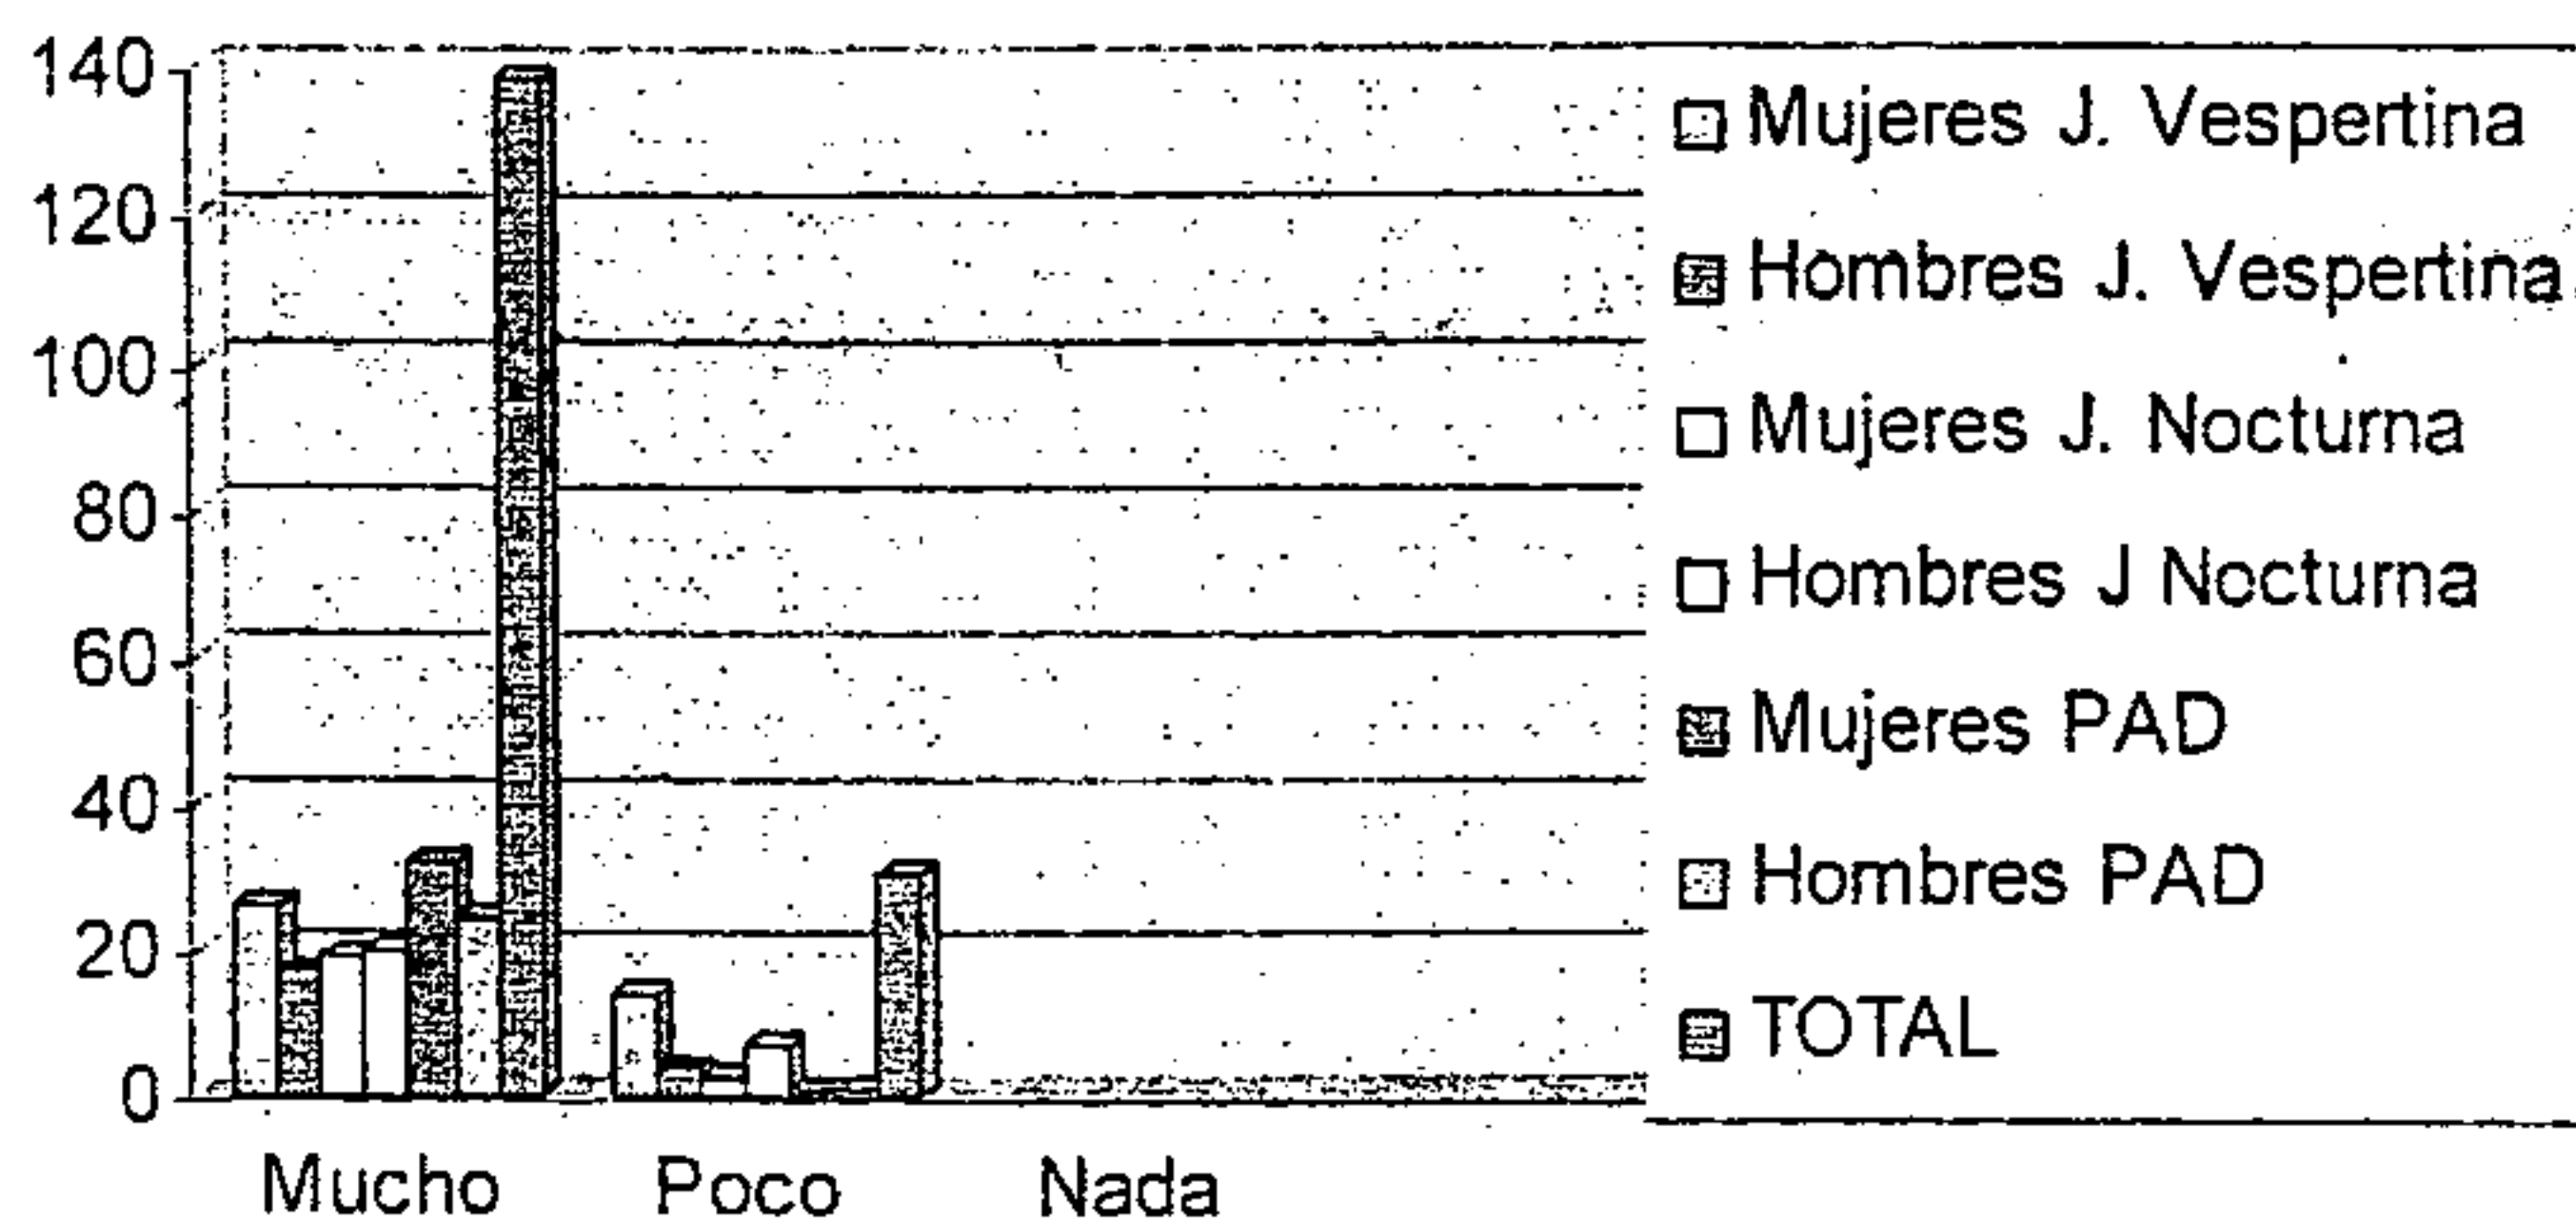 140
120
100
80
60
40
20
0
Mucho
Poco
Nada
Mujeres J. Vespertina
Hombres J. Vespertina
Mujeres J. Nocturna
Hombres J Nocturna
Mujeres PAD
Hombres PAD
TOTAL